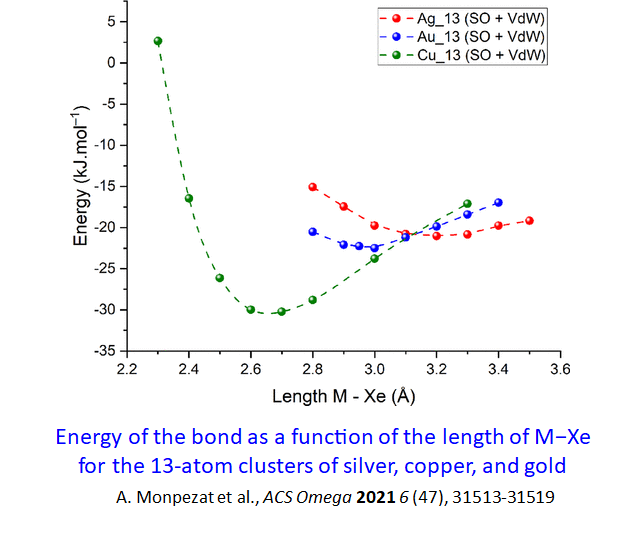 5
0
-5
-10
-15
-20
-25
-30
-35
Energy (kJ.mol⁻¹)
Ag_13 (SO + VdW)
Au_13 (SO + VdW)
Cu_13 (SO + VdW)
2.2 2.4 2.6 2.8 3.0 3.2 3.4 3.6
Length M - Xe (Å)
Energy of the bond as a function of the length of M−Xe
for the 13-atom clusters of silver, copper, and gold
A. Monpezat et al., ACS Omega 2021 6 (47), 31513-31519